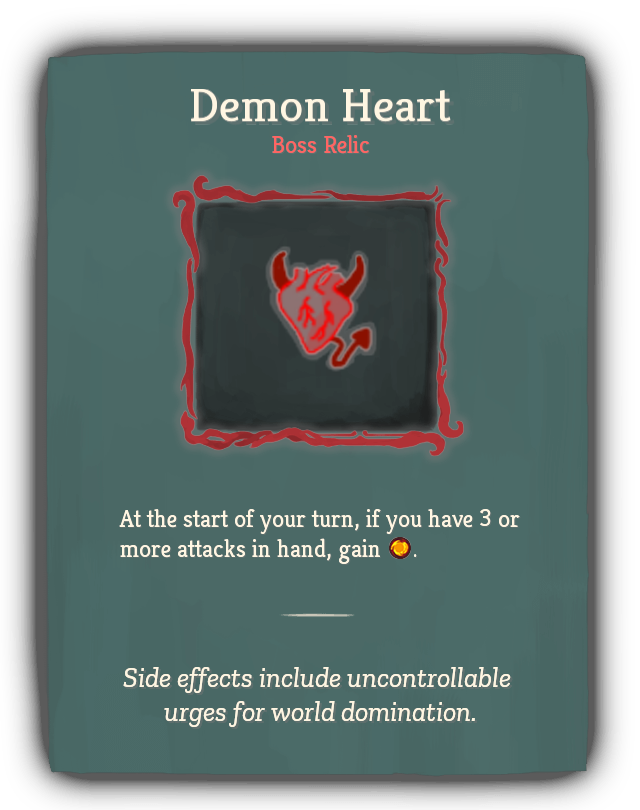 Demon Heart
Boss Relic
At the start of your turn, if you have 3 or
more attacks in hand, gain .
Side effects include uncontrollable
urges for world domination.